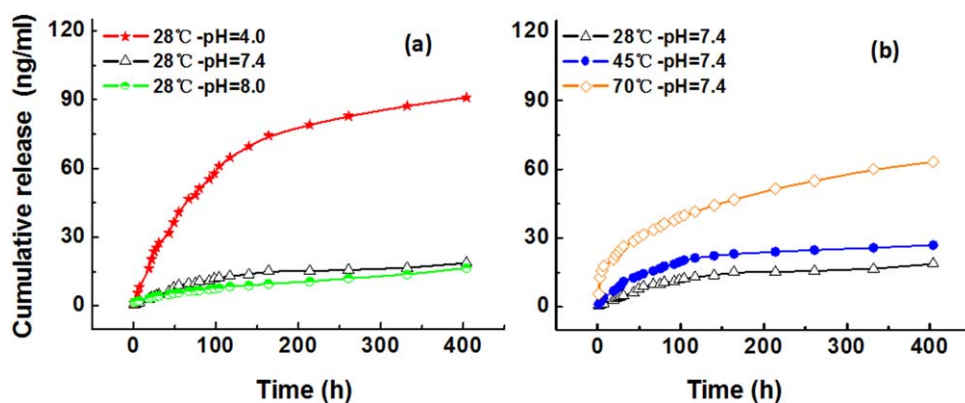 120
90
60
30
0
Cumulative release (ng/ml)
28℃-pH=4.0
28℃-pH=7.4
28℃-pH=8.0
(a)
0 100 200 300 400
Time (h)
120
90
60
30
0
28℃-pH=7.4
45℃-pH=7.4
70℃-pH=7.4
(b)
0 100 200 300 400
Time (h)